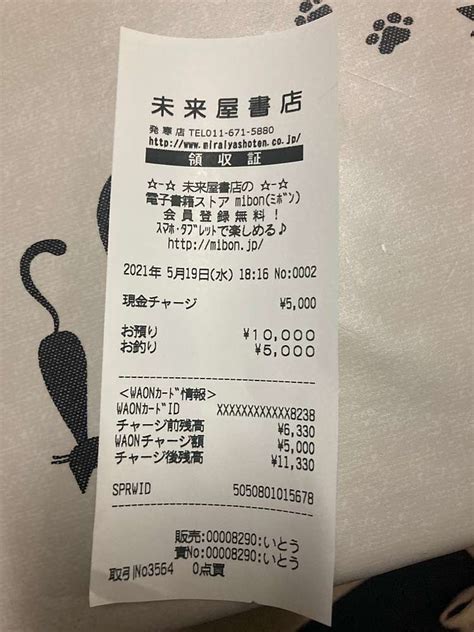 未来屋書店
発寒店TEL011-671-5880
http://www.miraiyashoten.co.jp/
領収証
☆-☆ 未来屋書店の ☆-☆
電子書籍ストア mibon(ﾐﾎﾞﾝ)
会員登録無料！
ｽﾏﾎ･ﾀﾌﾞﾚｯﾄで楽しめる♪
http://mibon.jp/
2021年 5月19日(水) 18:16 No:0002
現金チャージ ¥5,000
お預り ¥10,000
お釣り ¥5,000
＜WAONｶｰﾄﾞ情報＞
WAONｶｰﾄﾞID XXXXXXXXXXXX8238
チャージ前残高 ¥6,330
WAONチャージ額 ¥5,000
チャージ後残高 ¥11,330
SPRWID 5050801015678
販売:00008290:いとう
責No:00008290:いとう
取引No3564 0点買